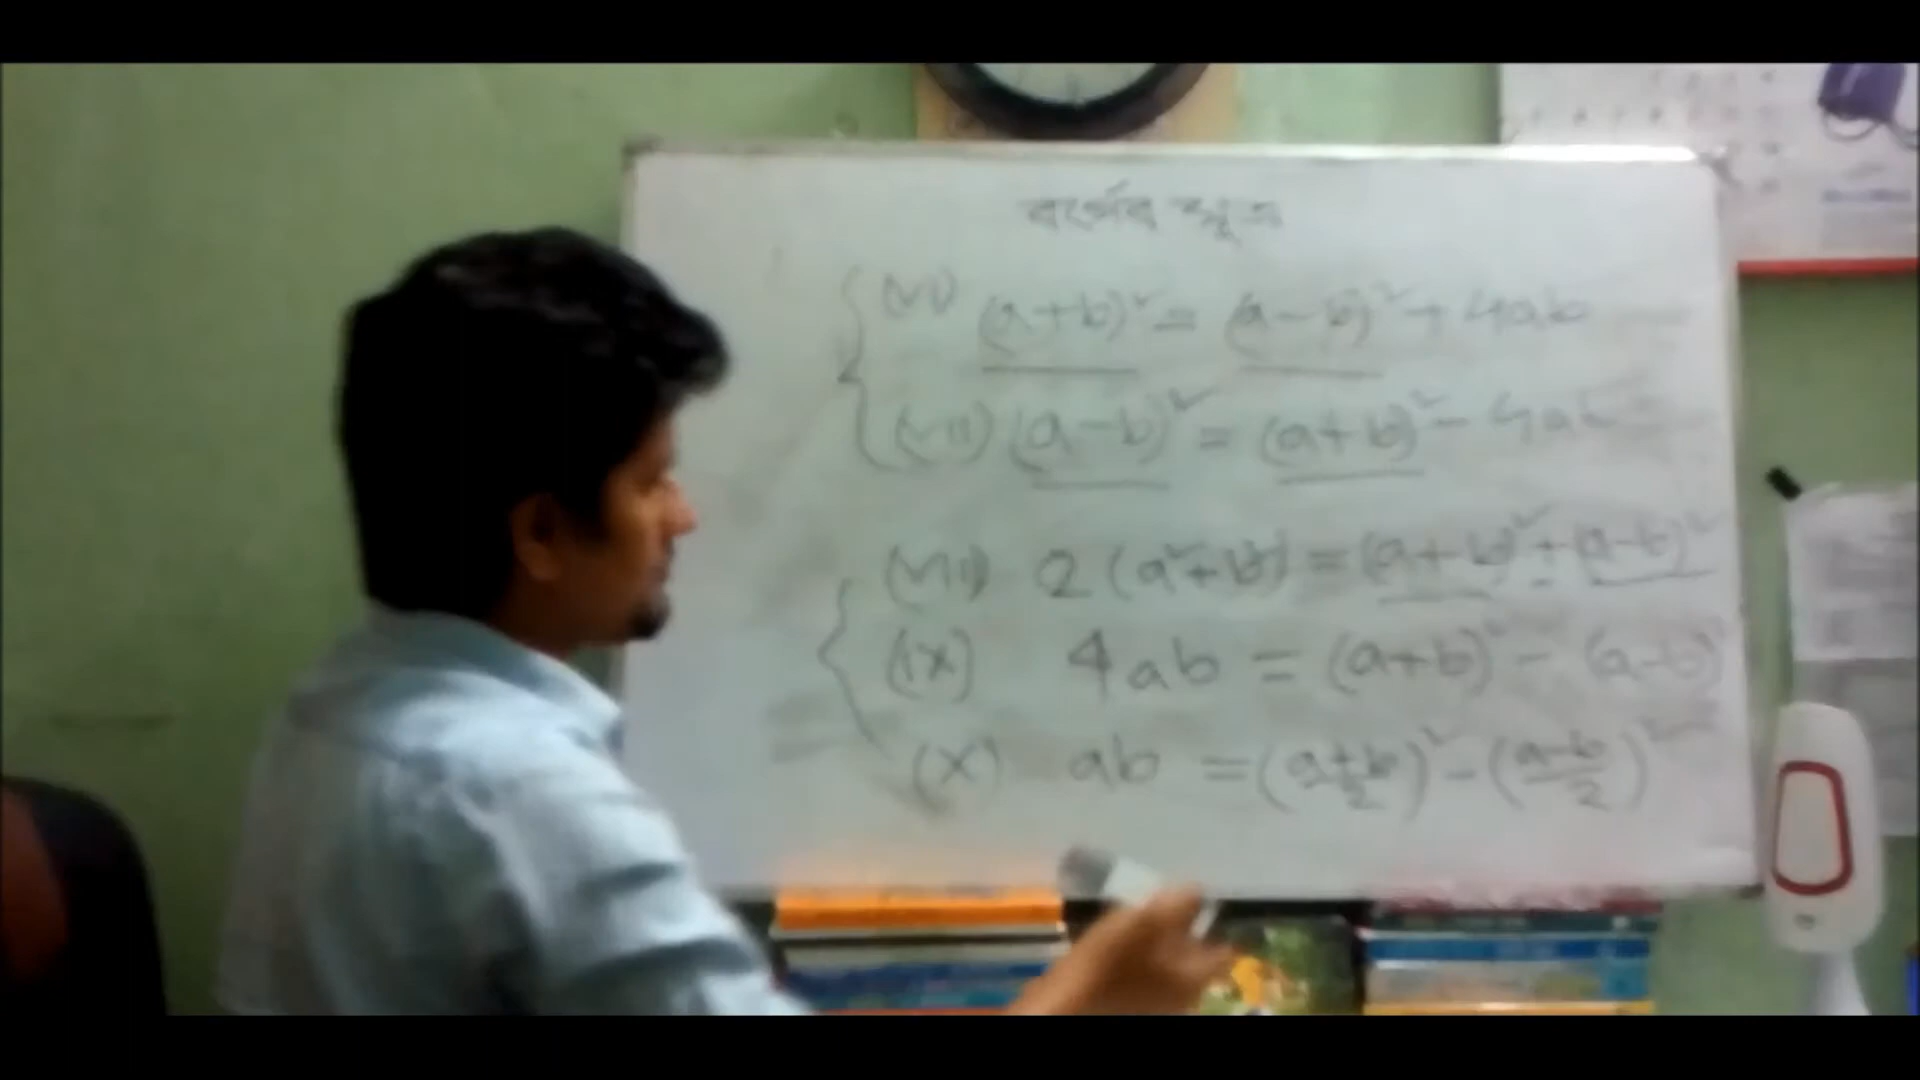 বর্গের সূত্র
(vi) (a+b)² = (a-b)² + 4ab
(vii) (a-b)² = (a+b)² - 4ab
(viii) 2(a²+b²) = (a+b)² + (a-b)²
(ix) 4ab = (a+b)² - (a-b)²
(x) ab = (a+b/2)² - (a-b/2)²